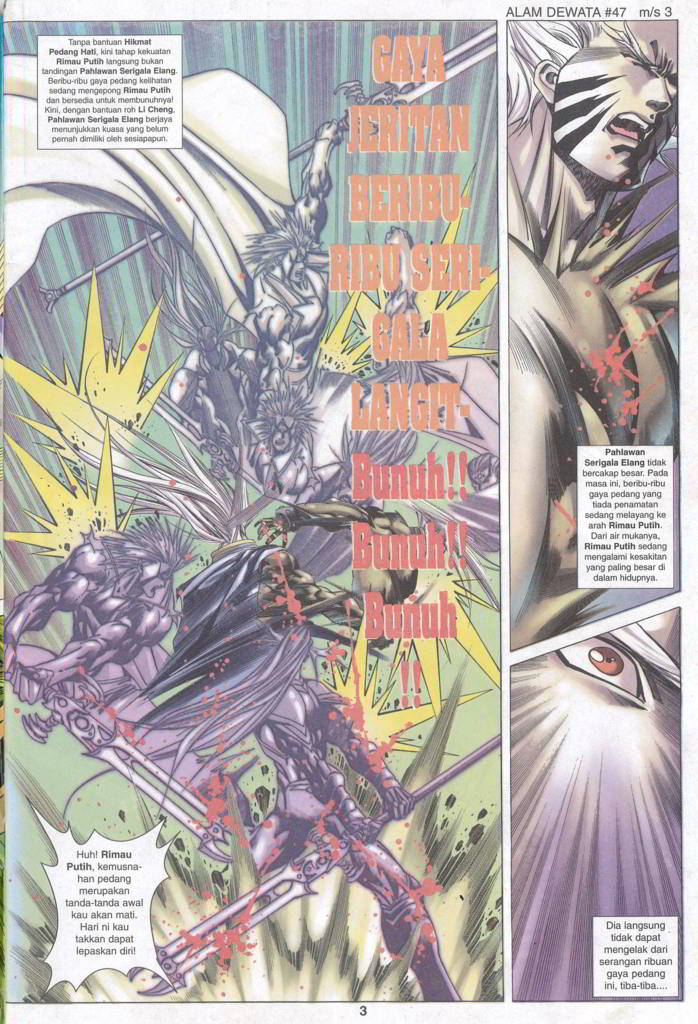 ALAM DEWATA #47 m/s 3
Tanpa bantuan Hikmat
Pedang Hati, kini tahap kekuatan
Rimau Putih langsung bukan
tandingan Pahlawan Serigala Elang.
Beribu-ribu gaya pedang kelihatan
sedang mengepong Rimau Putih
dan bersedia untuk membunuhnya!
Kini, dengan bantuan roh Li Cheng,
Pahlawan Serigala Elang berjaya
menunjukkan kuasa yang belum
pernah dimiliki oleh sesiapapun.
GAYA
JERITAN
BERIBU-
RIBU SERI-
GALA
LANGIT-
Bunuh!!
Bunuh!!
Bunuh
!!
Huh! Rimau
Putih, kemusna-
han pedang
merupakan
tanda-tanda awal
kau akan mati.
Hari ni kau
takkan dapat
lepaskan diri!
Pahlawan
Serigala Elang tidak
bercakap besar. Pada
masa ini, beribu-ribu
gaya pedang yang
tiada penamatan
sedang melayang ke
arah Rimau Putih.
Dari air mukanya,
Rimau Putih sedang
mengalami kesakitan
yang paling besar di
dalam hidupnya.
Dia langsung
tidak dapat
mengelak dari
serangan ribuan
gaya pedang
ini, tiba-tiba....
3